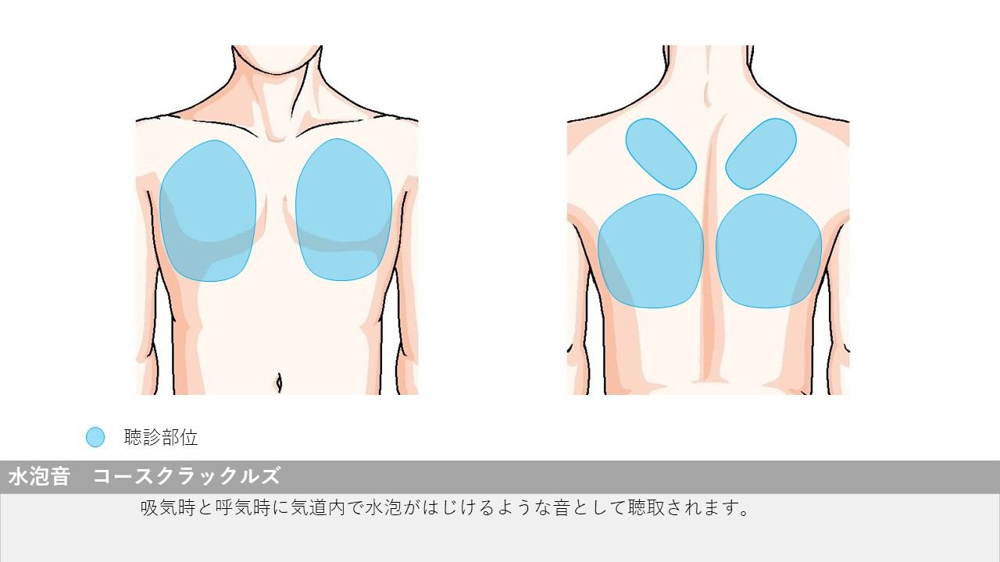 聴診部位
水泡音　コースクラックルズ
吸気時と呼気時に気道内で水泡がはじけるような音として聴取されます。